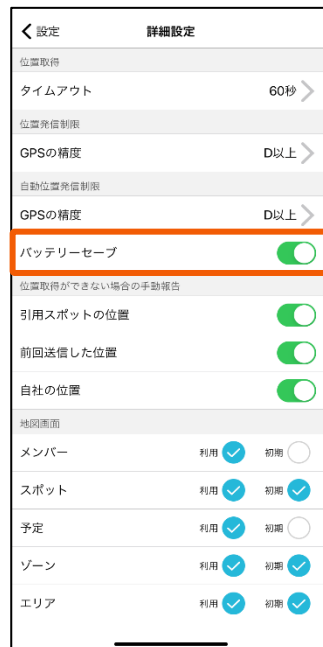 設定 詳細設定
位置取得
タイムアウト 60秒
位置発信制限
GPSの精度 D以上
自動位置発信制限
GPSの精度 D以上
バッテリーセーブ
位置取得ができない場合の手動報告
引用スポットの位置
前回送信した位置
自社の位置
地図画面
メンバー 利用 初期
スポット 利用 初期
予定 利用 初期
ゾーン 利用 初期
エリア 利用 初期